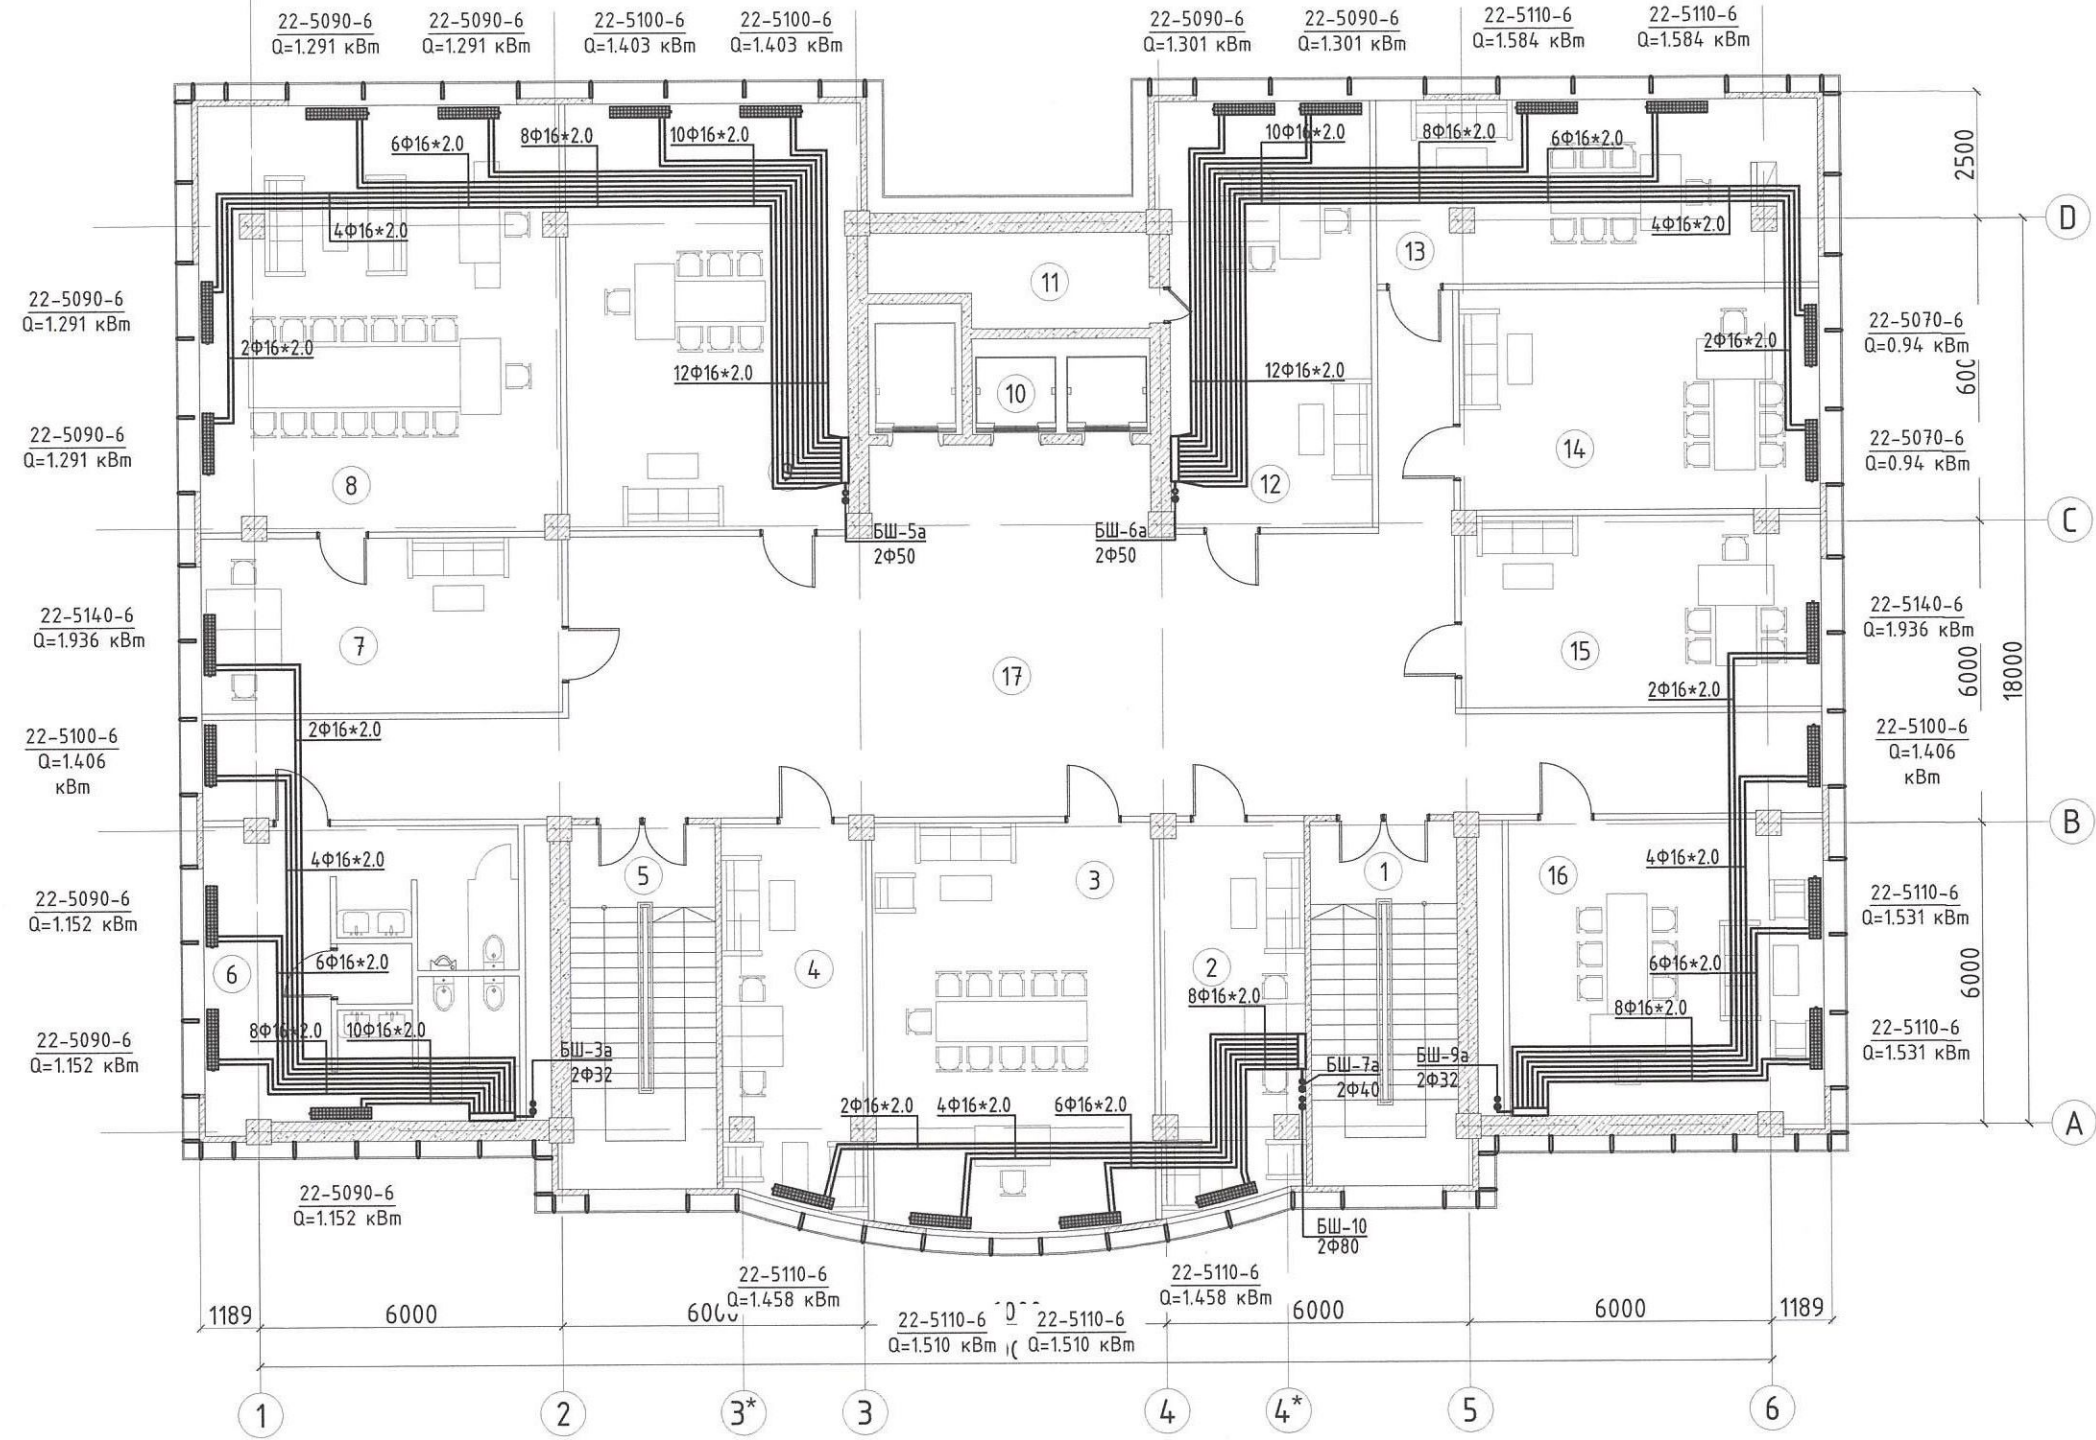 22-5090-6
Q=1.291 кВт
22-5090-6
Q=1.291 кВт
22-5100-6
Q=1.403 кВт
22-5100-6
Q=1.403 кВт
22-5090-6
Q=1.301 кВт
22-5090-6
Q=1.301 кВт
22-5110-6
Q=1.584 кВт
22-5110-6
Q=1.584 кВт
6Ф16*2.0
8Ф16*2.0
10Ф16*2.0
10Ф16*2.0
8Ф16*2.0
6Ф16*2.0
2500
4Ф16*2.0
4Ф16*2.0
D
13
11
22-5090-6
Q=1.291 кВт
2Ф16*2.0
2Ф16*2.0
22-5070-6
Q=0.94 кВт
12Ф16*2.0
12Ф16*2.0
10
22-5090-6
Q=1.291 кВт
22-5070-6
Q=0.94 кВт
8
12
14
БШ-5а
2Ф50
БШ-6а
2Ф50
C
22-5140-6
Q=1.936 кВт
22-5140-6
Q=1.936 кВт
7
17
15
6000
18000
2Ф16*2.0
2Ф16*2.0
22-5100-6
Q=1.406
кВт
22-5100-6
Q=1.406
кВт
B
4Ф16*2.0
4Ф16*2.0
5
3
1
16
22-5090-6
Q=1.152 кВт
22-5110-6
Q=1.531 кВт
6
6Ф16*2.0
4
2
6Ф16*2.0
6000
8Ф16*2.0
8Ф16*2.0
8Ф16*2.0
10Ф16*2.0
22-5090-6
Q=1.152 кВт
22-5110-6
Q=1.531 кВт
БШ-3а
2Ф32
БШ-7а
2Ф40
БШ-9а
2Ф32
2Ф16*2.0
4Ф16*2.0
6Ф16*2.0
A
22-5090-6
Q=1.152 кВт
БШ-10
2Ф80
22-5110-6
Q=1.458 кВт
22-5110-6
Q=1.458 кВт
1189
6000
6000
6000
1189
22-5110-6
Q=1.510 кВт
22-5110-6
Q=1.510 кВт
1
2
3*
3
4
4*
5
6